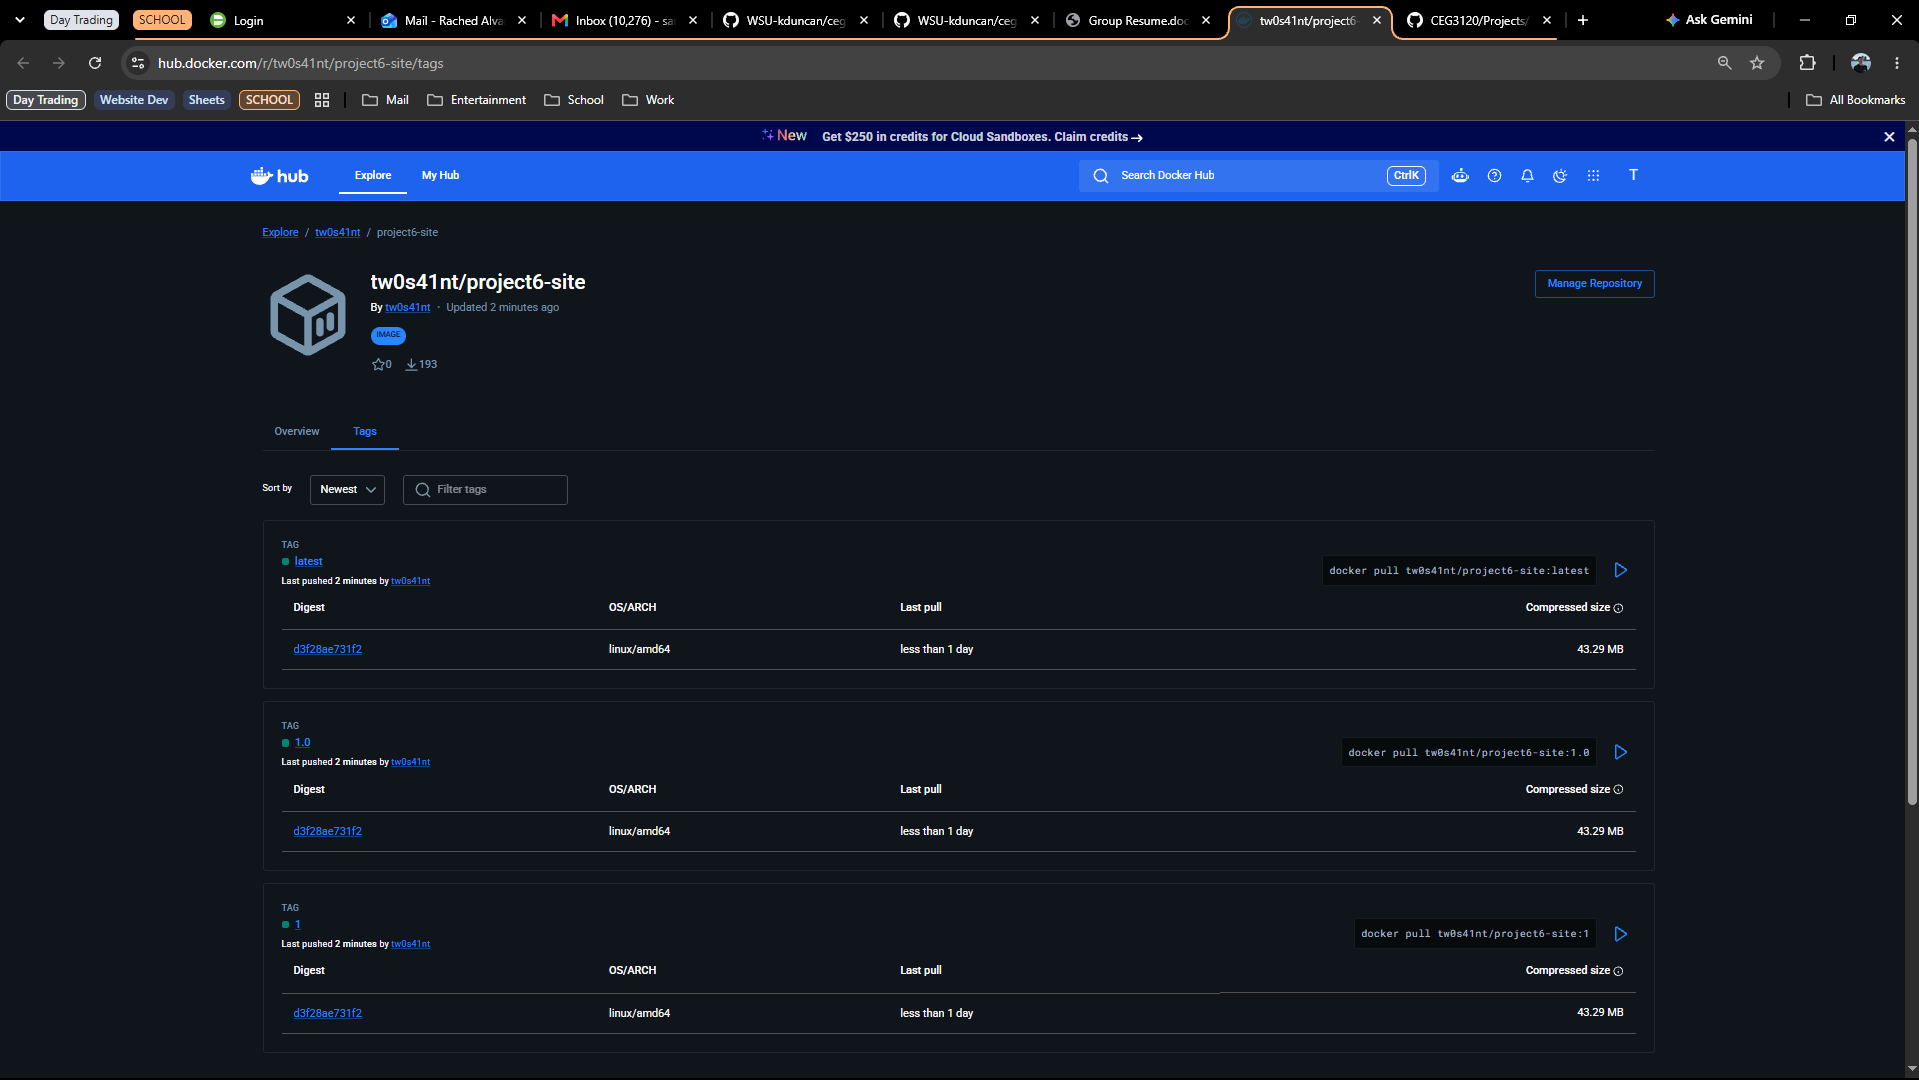 Day Trading SCHOOL Login Mail - Rached Alva Inbox (10,276) - sa WSU-kduncan/ceg WSU-kduncan/ceg Group Resume.doc tw0s41nt/project6- CEG3120/Projects/ Ask Gemini
hub.docker.com/r/tw0s41nt/project6-site/tags
Day Trading Website Dev Sheets SCHOOL Mail Entertainment School Work All Bookmarks
New Get $250 in credits for Cloud Sandboxes. Claim credits →
hub Explore My Hub Search Docker Hub CtrlK T
Explore / tw0s41nt / project6-site
tw0s41nt/project6-site
Manage Repository
By tw0s41nt · Updated 2 minutes ago
IMAGE
0 193
Overview Tags
Sort by Newest Filter tags
TAG
latest
docker pull tw0s41nt/project6-site:latest
Last pushed 2 minutes by tw0s41nt
Digest OS/ARCH Last pull Compressed size
d3f28ae731f2 linux/amd64 less than 1 day 43.29 MB
TAG
1.0
docker pull tw0s41nt/project6-site:1.0
Last pushed 2 minutes by tw0s41nt
Digest OS/ARCH Last pull Compressed size
d3f28ae731f2 linux/amd64 less than 1 day 43.29 MB
TAG
1
docker pull tw0s41nt/project6-site:1
Last pushed 2 minutes by tw0s41nt
Digest OS/ARCH Last pull Compressed size
d3f28ae731f2 linux/amd64 less than 1 day 43.29 MB